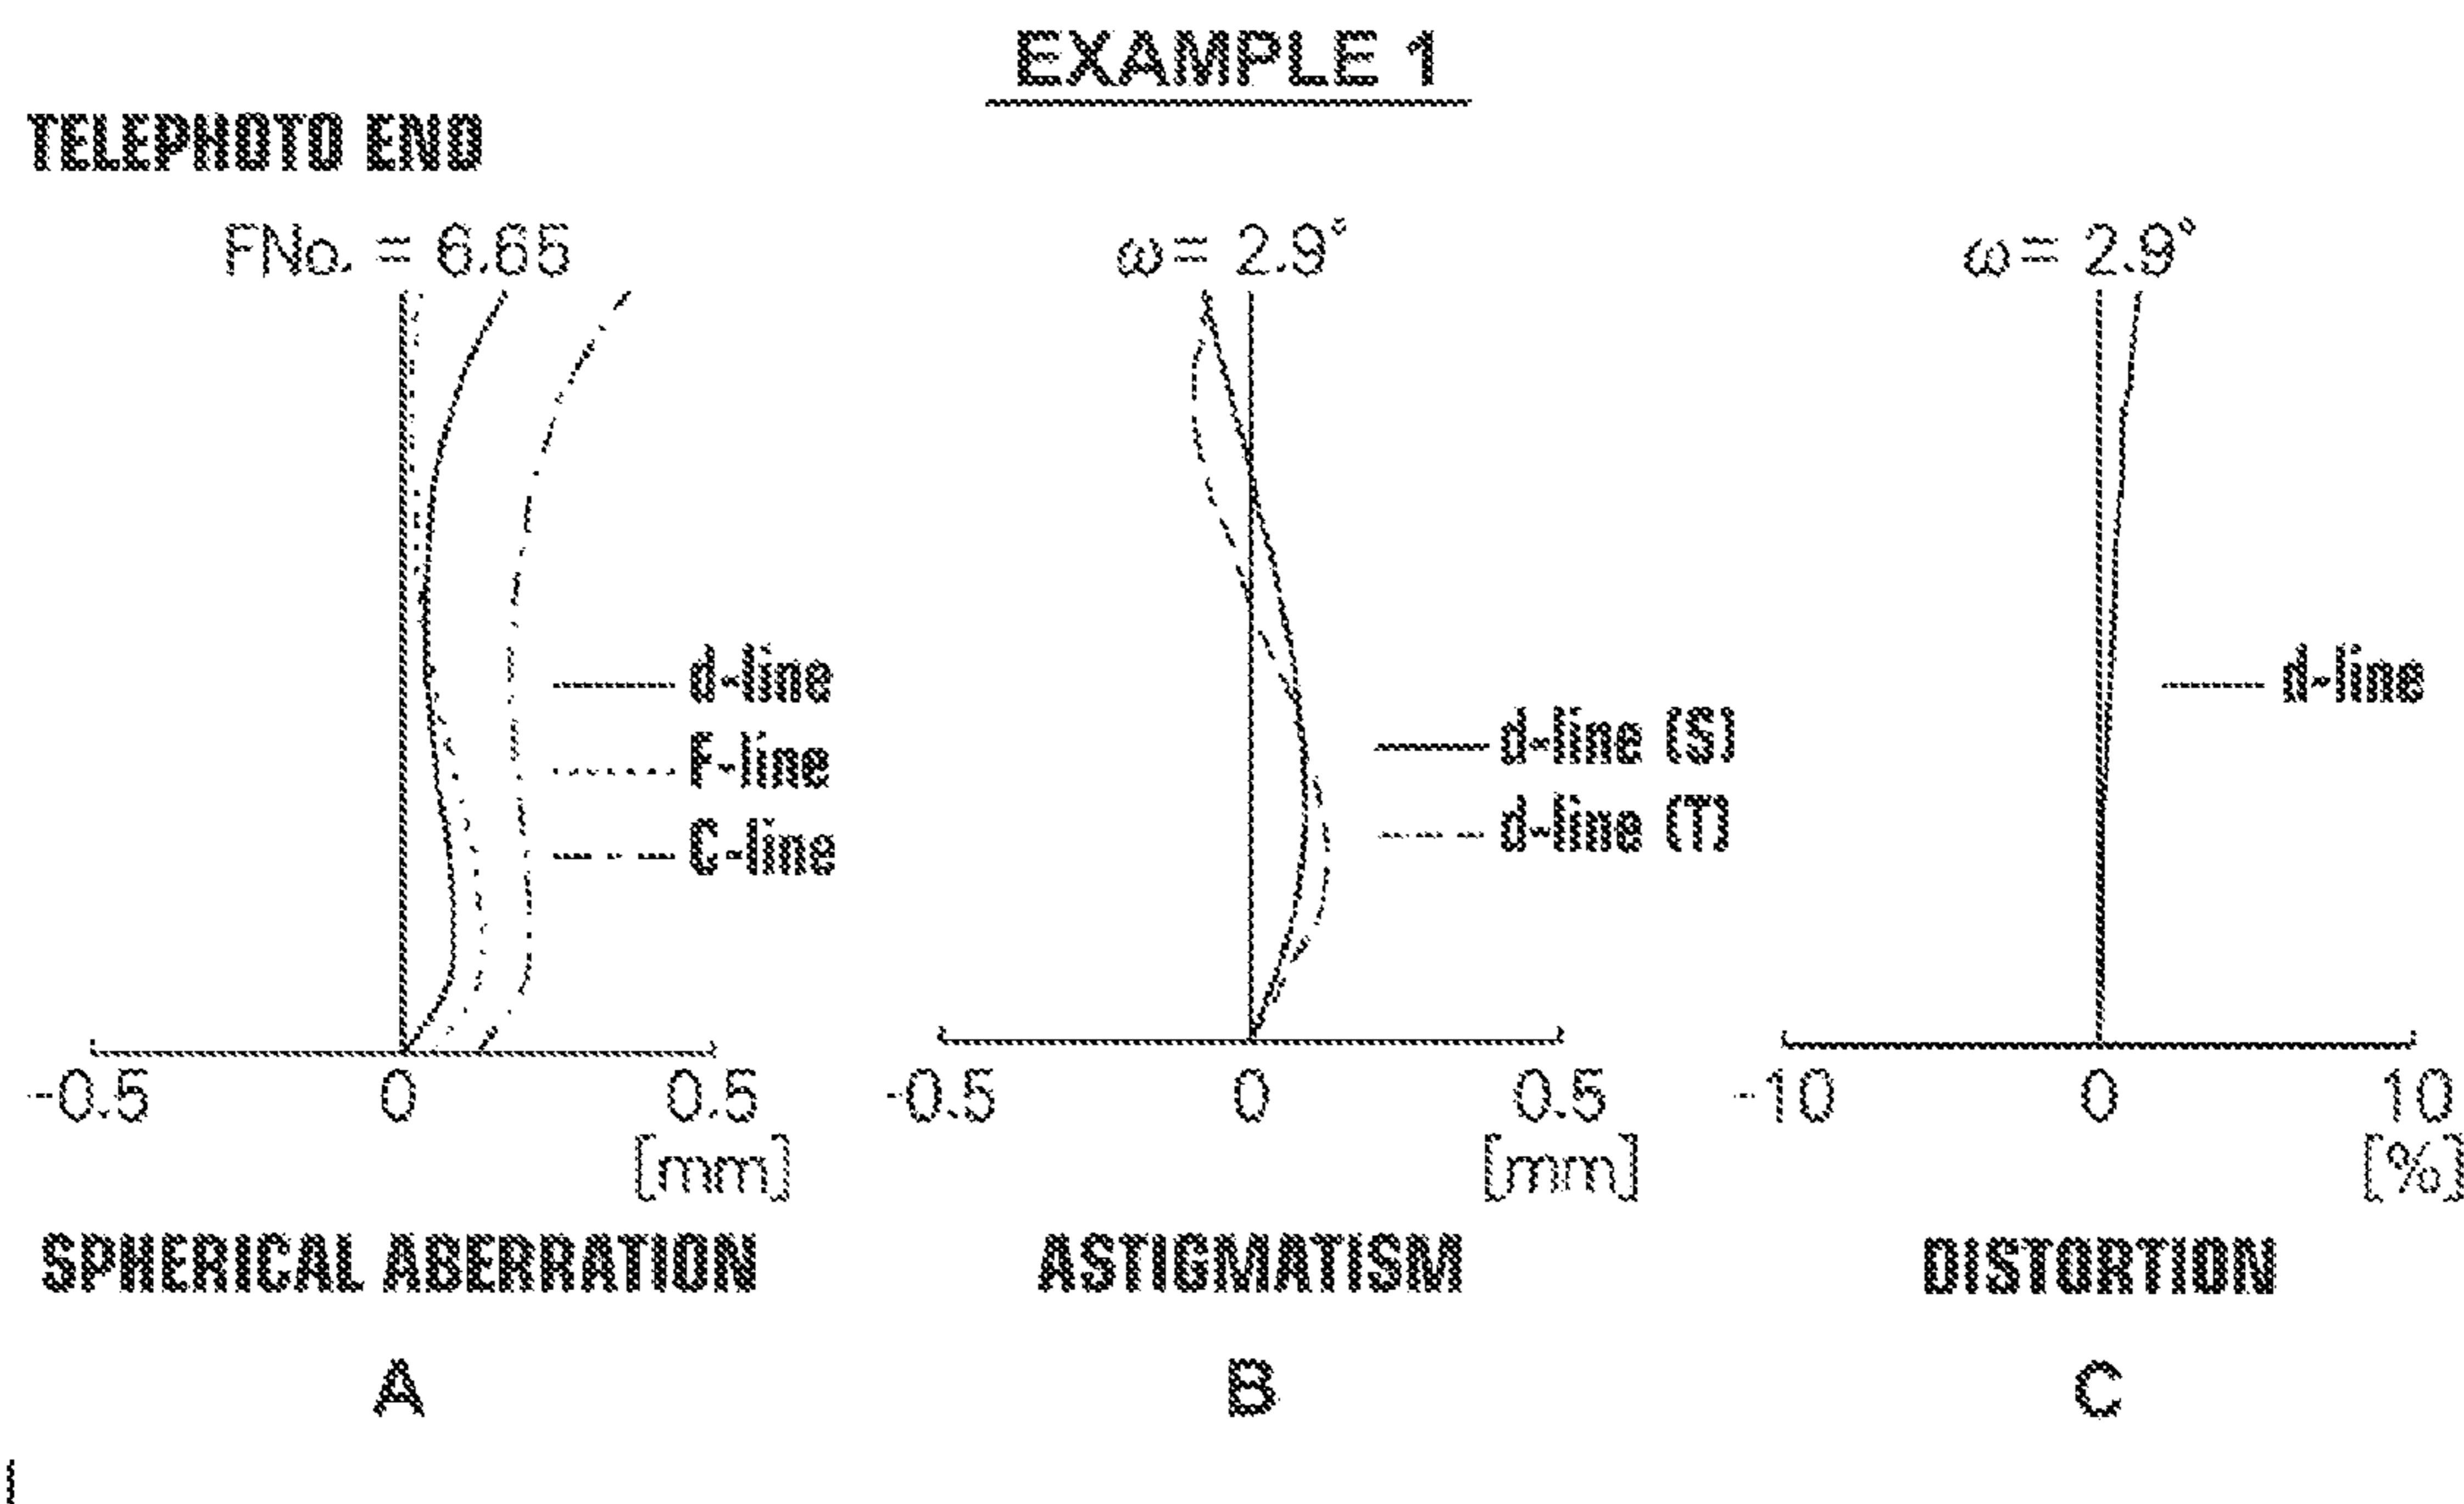 EXAMPLE 1
TELEPHOTO END
FNo. = 6.65
ω = 2.9°
ω = 2.9°
d-line
F-line
C-line
d-line (S)
d-line (T)
d-line
-0.5 0 0.5
[mm]
-0.5 0 0.5
[mm]
-10 0 10
[%]
SPHERICAL ABERRATION
ASTIGMATISM
DISTORTION
A
B
C